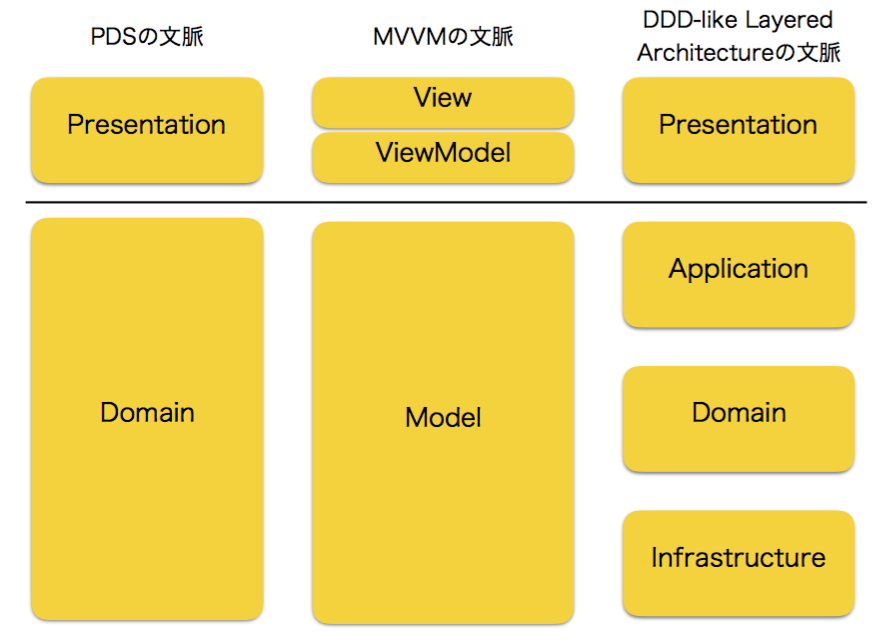 PDSの文脈
MVVMの文脈
DDD-like Layered
Architectureの文脈
Presentation
View
ViewModel
Presentation
Domain
Model
Application
Domain
Infrastructure